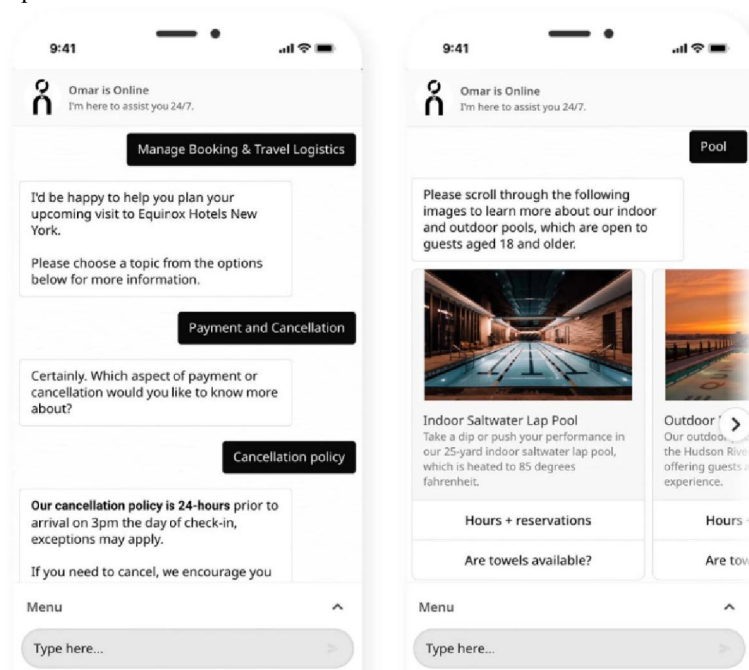 9:41
Omar is Online
I'm here to assist you 24/7.
Manage Booking & Travel Logistics
I'd be happy to help you plan your
upcoming visit to Equinox Hotels New
York.
Please choose a topic from the options
below for more information.
Payment and Cancellation
Certainly. Which aspect of payment or
cancellation would you like to know more
about?
Cancellation policy
Our cancellation policy is 24-hours prior to
arrival on 3pm the day of check-in,
exceptions may apply.
If you need to cancel, we encourage you
Menu
Type here...
9:41
Omar is Online
I'm here to assist you 24/7.
Pool
Please scroll through the following
images to learn more about our indoor
and outdoor pools, which are open to
guests aged 18 and older.
Indoor Saltwater Lap Pool
Take a dip or push your performance in
our 25-yard indoor saltwater lap pool,
which is heated to 85 degrees
fahrenheit.
Hours + reservations
Are towels available?
Outdoor
Our
the Hudson
offering guests
experience.
Hours
Are
Menu
Type here...